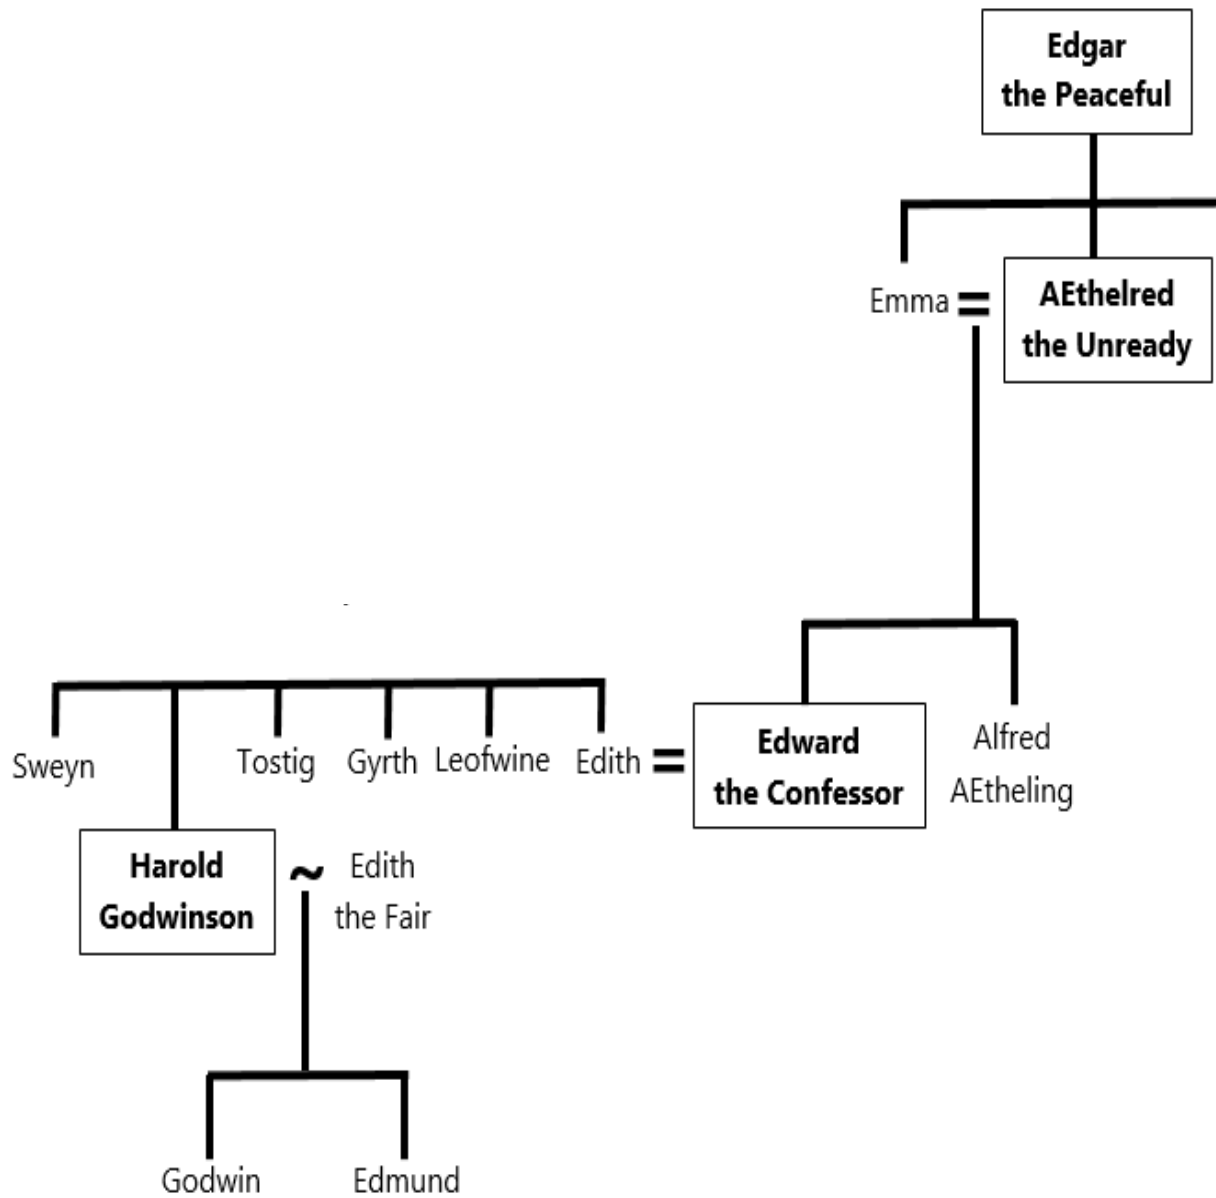 Edgar
the Peaceful
Emma
AEthelred
the Unready
Sweyn
Tostig
Gyrth
Leofwine
Edith
Edward
the Confessor
Alfred
AEtheling
Harold
Godwinson
Edith
the Fair
Godwin
Edmund